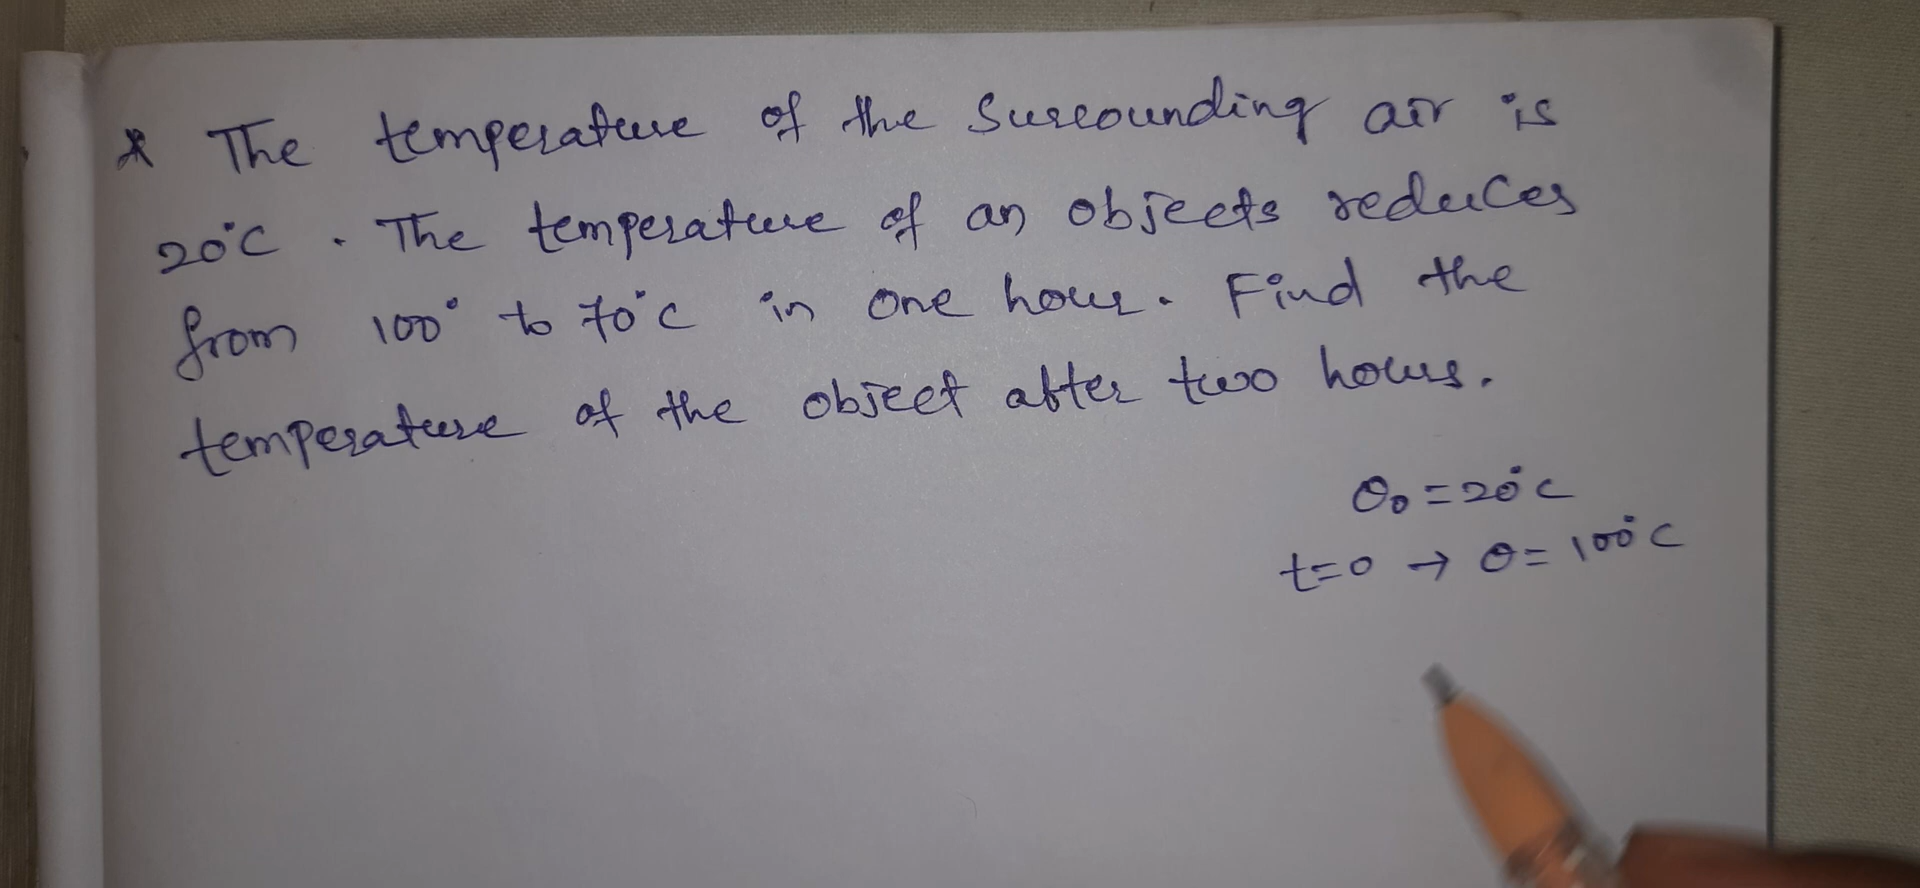 * The temperature of the Surrounding air is
20°C . The temperature of an objects reduces
from 100° to 70°C in one hour. Find the
temperature of the object after two hours.
θ₀ = 20°C
t=0 → θ = 100°C